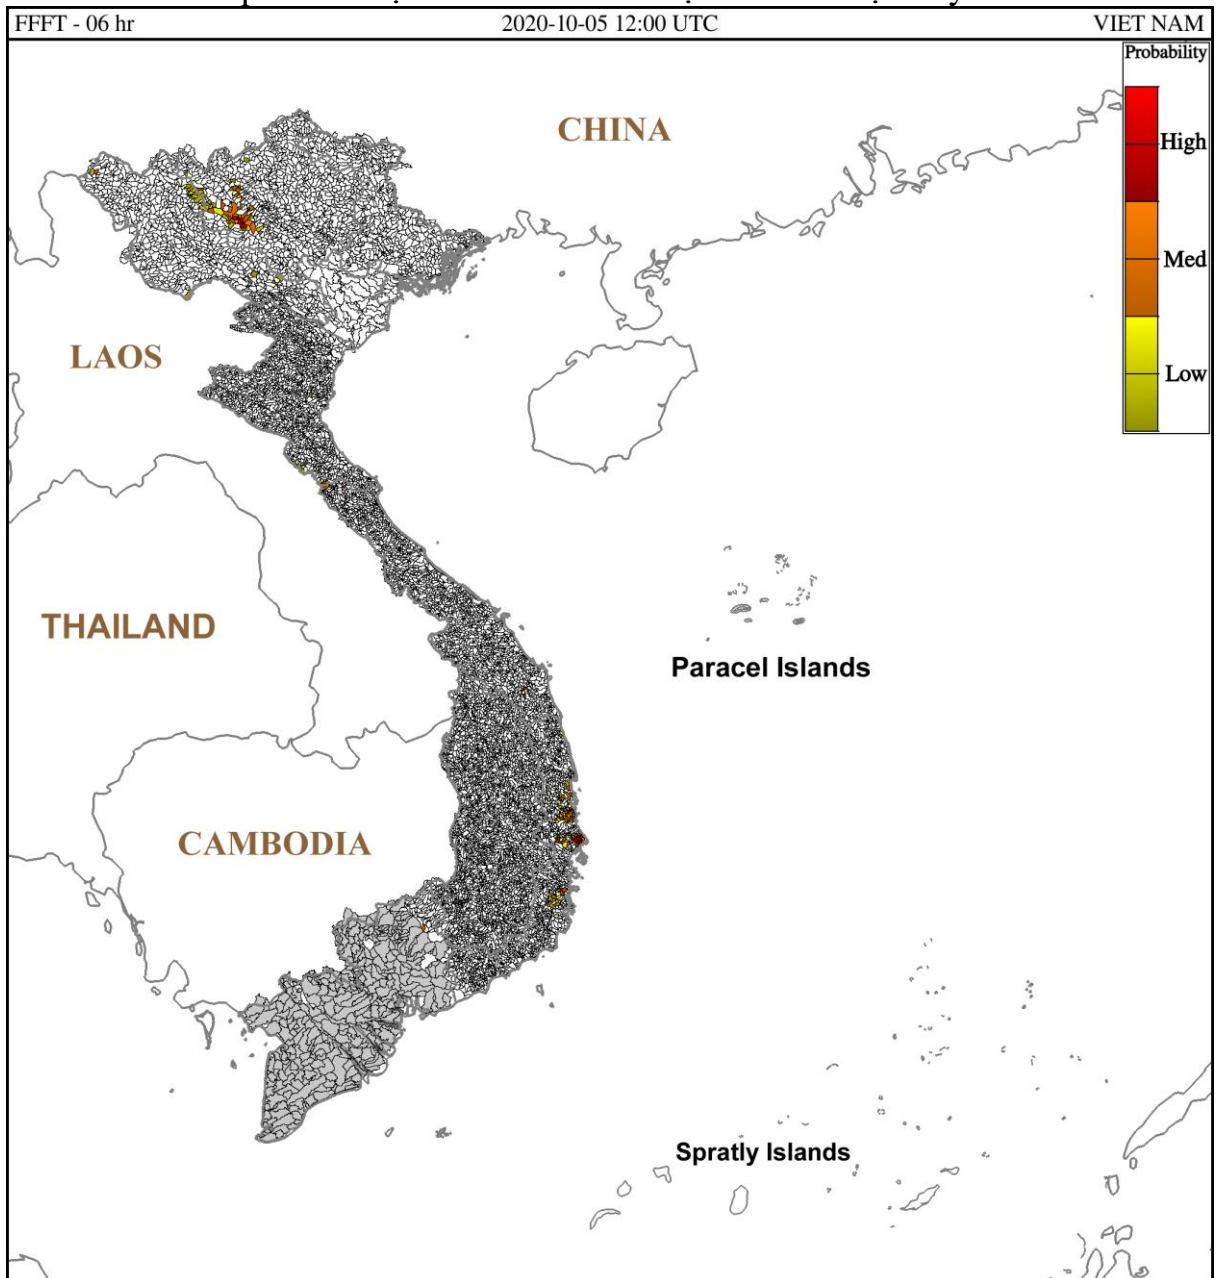 FFFT - 06 hr 2020-10-05 12:00 UTC VIET NAM
Probability
CHINA
High
Med
LAOS
Low
THAILAND
Paracel Islands
CAMBODIA
Spratly Islands